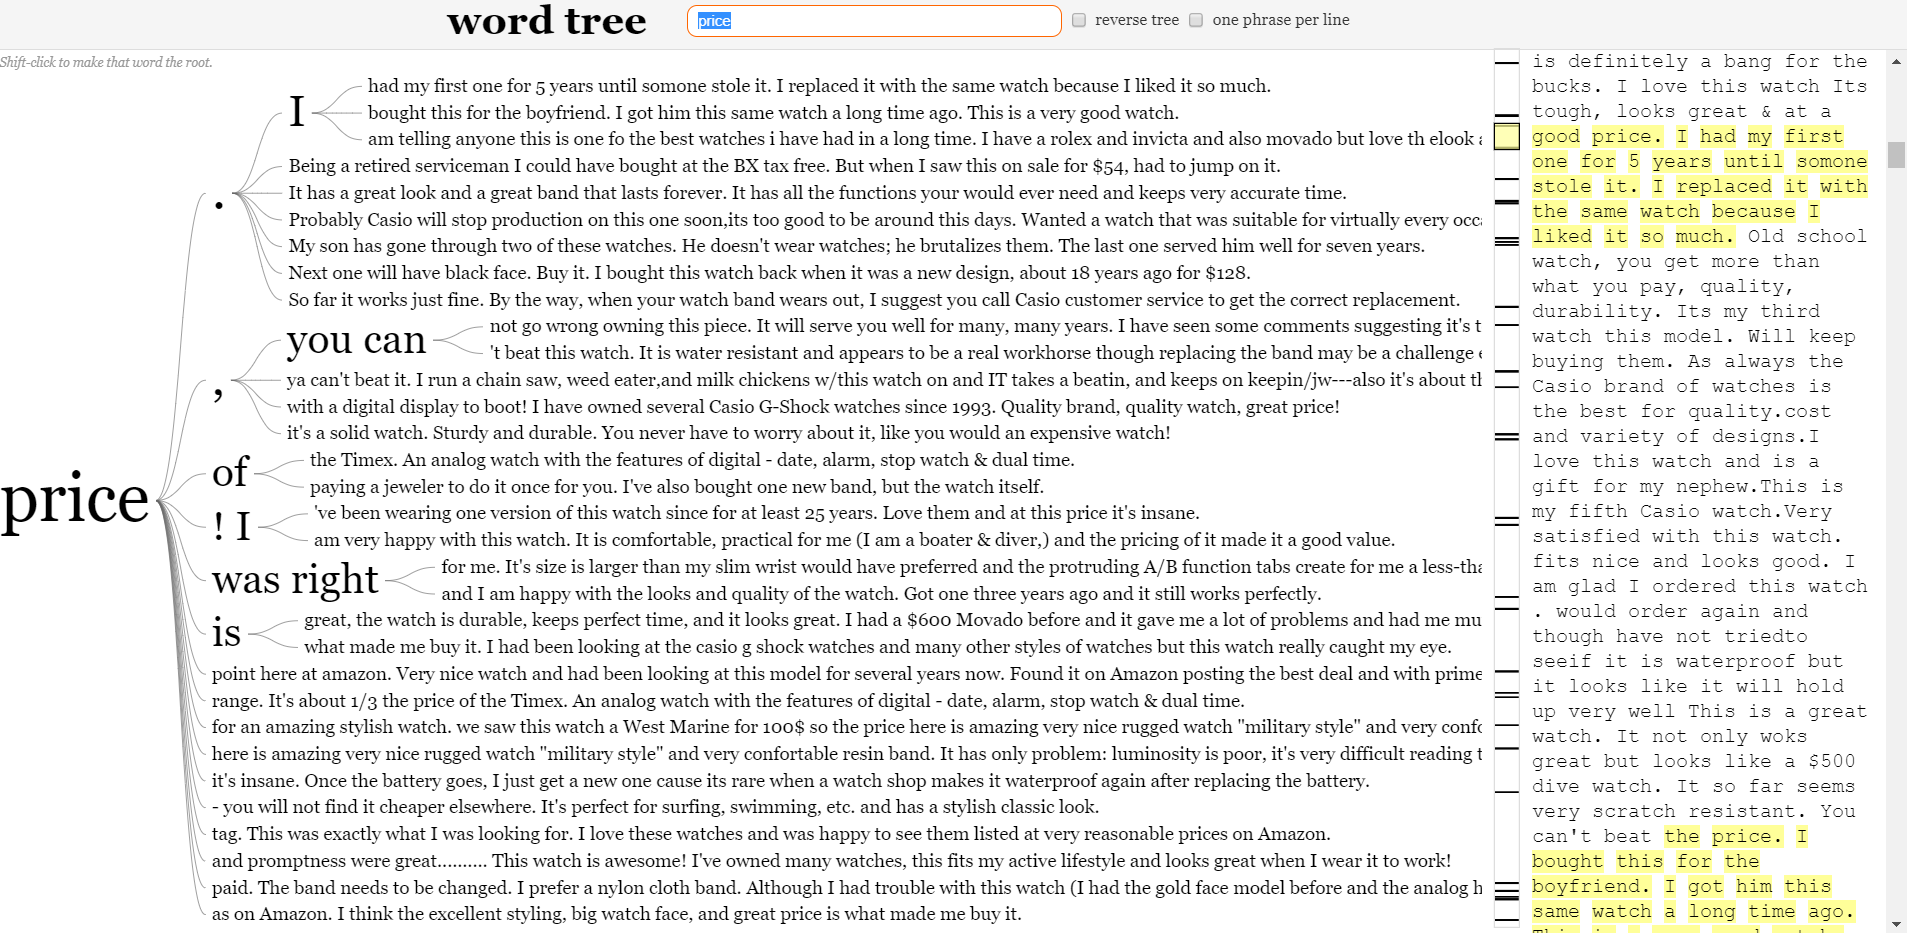 word tree
price
reverse tree
one phrase per line
Shift-click to make that word the root.
price
.
I
had my first one for 5 years until somone stole it. I replaced it with the same watch because I liked it so much.
bought this for the boyfriend. I got him this same watch a long time ago. This is a very good watch.
am telling anyone this is one fo the best watches i have had in a long time. I have a rolex and invicta and also movado but love th elook
Being a retired serviceman I could have bought at the BX tax free. But when I saw this on sale for $54, had to jump on it.
It has a great look and a great band that lasts forever. It has all the functions your would ever need and keeps very accurate time.
Probably Casio will stop production on this one soon,its too good to be around this days. Wanted a watch that was suitable for virtually every
My son has gone through two of these watches. He doesn't wear watches; he brutalizes them. The last one served him well for seven years.
Next one will have black face. Buy it. I bought this watch back when it was a new design, about 18 years ago for $128.
So far it works just fine. By the way, when your watch band wears out, I suggest you call Casio customer service to get the correct replacement.
,
you can
not go wrong owning this piece. It will serve you well for many, many years. I have seen some comments suggesting it's
't beat this watch. It is water resistant and appears to be a real workhorse though replacing the band may be a challenge
ya can't beat it. I run a chain saw, weed eater,and milk chickens w/this watch on and IT takes a beatin, and keeps on keepin/jw---also it's about
with a digital display to boot! I have owned several Casio G-Shock watches since 1993. Quality brand, quality watch, great price!
it's a solid watch. Sturdy and durable. You never have to worry about it, like you would an expensive watch!
of
the Timex. An analog watch with the features of digital - date, alarm, stop watch & dual time.
paying a jeweler to do it once for you. I've also bought one new band, but the watch itself.
! I
've been wearing one version of this watch since for at least 25 years. Love them and at this price it's insane.
am very happy with this watch. It is comfortable, practical for me (I am a boater & diver,) and the pricing of it made it a good value.
was right
for me. It's size is larger than my slim wrist would have preferred and the protruding A/B function tabs create for me a
and I am happy with the looks and quality of the watch. Got one three years ago and it still works perfectly.
is
great, the watch is durable, keeps perfect time, and it looks great. I had a $600 Movado before and it gave me a lot of problems and had me
what made me buy it. I had been looking at the casio g shock watches and many other styles of watches but this watch really caught my eye.
point here at amazon. Very nice watch and had been looking at this model for several years now. Found it on Amazon posting the best deal and with prime
range. It's about 1/3 the price of the Timex. An analog watch with the features of digital - date, alarm, stop watch & dual time.
for an amazing stylish watch. we saw this watch a West Marine for 100$ so the price here is amazing very nice rugged watch "military style" and very
here is amazing very nice rugged watch "military style" and very confortable resin band. It has only problem: luminosity is poor, it's very difficult reading
it's insane. Once the battery goes, I just get a new one cause its rare when a watch shop makes it waterproof again after replacing the battery.
- you will not find it cheaper elsewhere. It's perfect for surfing, swimming, etc. and has a stylish classic look.
tag. This was exactly what I was looking for. I love these watches and was happy to see them listed at very reasonable prices on Amazon.
and promptness were great.......... This watch is awesome! I've owned many watches, this fits my active lifestyle and looks great when I wear it to work!
paid. The band needs to be changed. I prefer a nylon cloth band. Although I had trouble with this watch (I had the gold face model before and the analog
as on Amazon. I think the excellent styling, big watch face, and great price is what made me buy it.
is definitely a bang for the
bucks. I love this watch Its
tough, looks great & at a
good price. I had my first
one for 5 years until somone
stole it. I replaced it with
the same watch because I
liked it so much. Old school
watch, you get more than
what you pay, quality,
durability. Its my third
watch this model. Will keep
buying them. As always the
Casio brand of watches is
the best for quality.cost
and variety of designs.I
love this watch and is a
gift for my nephew.This is
my fifth Casio watch.Very
satisfied with this watch.
fits nice and looks good. I
am glad I ordered this watch
. would order again and
though have not triedto
seeif it is waterproof but
it looks like it will hold
up very well This is a great
watch. It not only woks
great but looks like a $500
dive watch. It so far seems
very scratch resistant. You
can't beat the price. I
bought this for the
boyfriend. I got him this
same watch a long time ago.